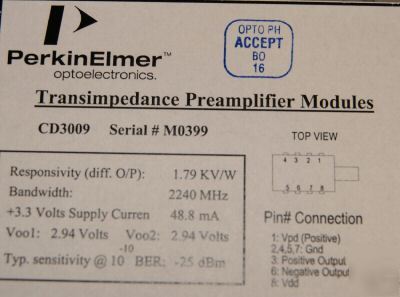 PerkinElmer™
optoelectronics.
OPTO PH
ACCEPT
BO
16
Transimpedance Preamplifier Modules
CD3009 Serial # M0399
Responsivity (diff. O/P): 1.79 KV/W
Bandwidth: 2240 MHz
+3.3 Volts Supply Curren 48.8 mA
Voo1: 2.94 Volts Voo2: 2.94 Volts
-10
Typ. sensitivity @ 10 BER: -25 dBm
TOP VIEW
4 3 2 1
5 6 7 8
Pin# Connection
1: Vpd (Positive)
2,4,5,7: Gnd
3: Positive Output
6: Negative Output
8: Vdd